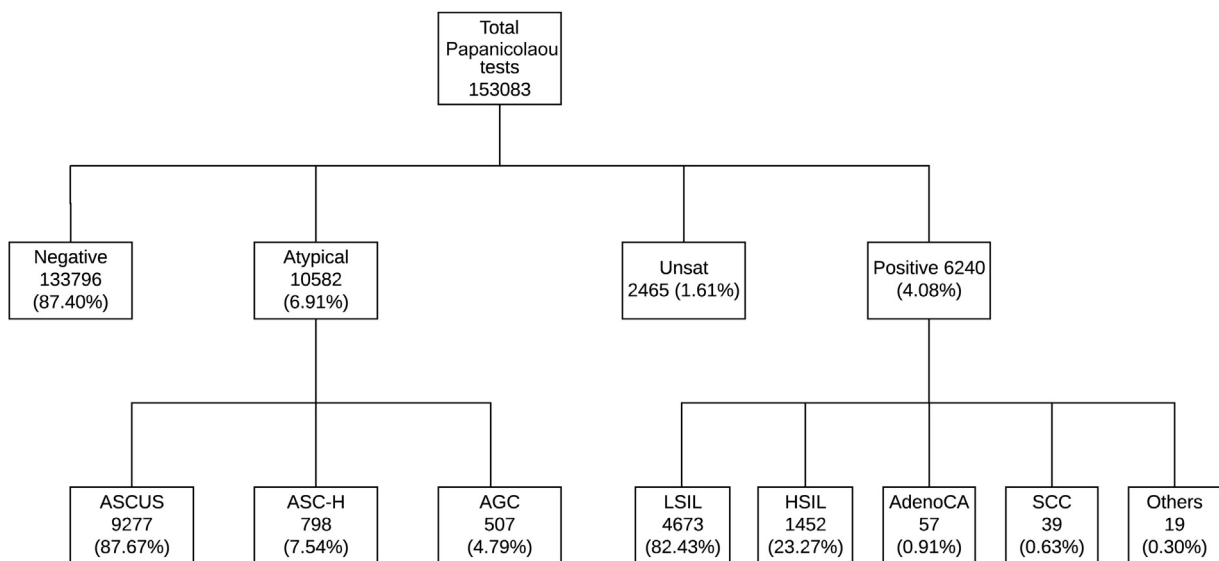 Total
Papanicolaou
tests
153083
Negative
133796
(87.40%)
Atypical
10582
(6.91%)
Unsat
2465 (1.61%)
Positive 6240
(4.08%)
ASCUS
9277
(87.67%)
ASC-H
798
(7.54%)
AGC
507
(4.79%)
LSIL
4673
(82.43%)
HSIL
1452
(23.27%)
AdenoCA
57
(0.91%)
SCC
39
(0.63%)
Others
19
(0.30%)